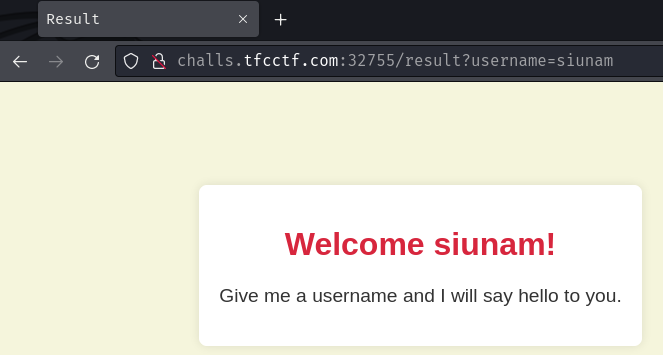 Result
challs.tfcctf.com:32755/result?username=siunam
Welcome siunam!
Give me a username and I will say hello to you.